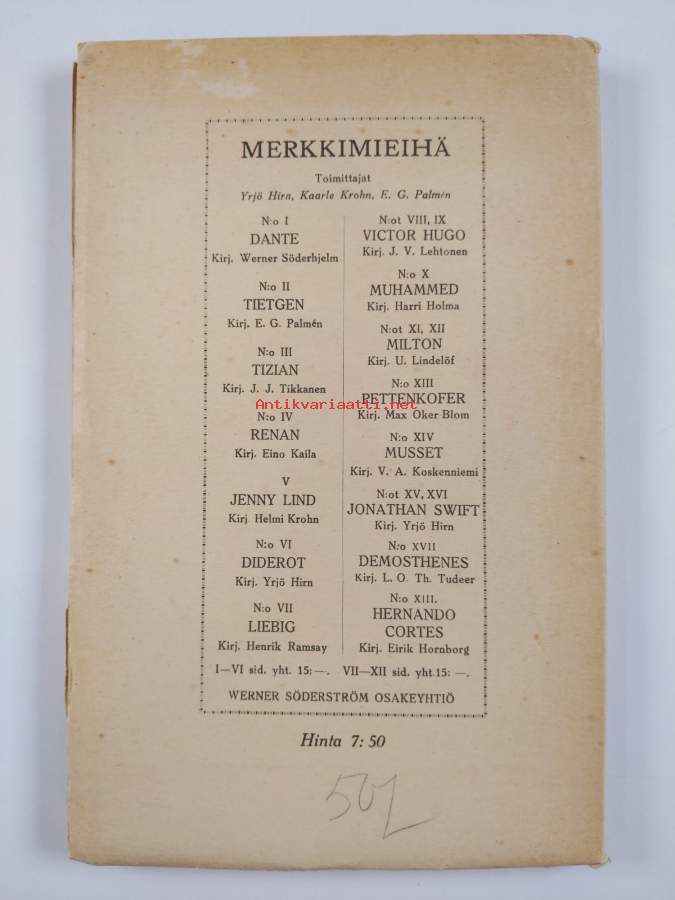 MERKKIMIEIHÄ
Toimittajat
Yrjö Hirn, Kaarle Krohn, E. G. Palmén
N:o I
DANTE
Kirj. Werner Söderhjelm
N:o II
TIETGEN
Kirj. E. G. Palmén
N:o III
TIZIAN
Kirj. J. J. Tikkanen
N:o IV
RENAN
Kirj. Eino Kaila
V
JENNY LIND
Kirj. Helmi Krohn
N:o VI
DIDEROT
Kirj. Yrjö Hirn
N:o VII
LIEBIG
Kirj. Henrik Ramsay
N:ot VIII, IX
VICTOR HUGO
Kirj. J. V. Lehtonen
N:o X
MUHAMMED
Kirj. Harri Holma
N:ot XI, XII
MILTON
Kirj. U. Lindelöf
N:o XIII
PETTENKOFER
Antikvariaatti.net
Kirj. Max Oker-Blom
N:o XIV
MUSSET
Kirj. V. A. Koskenniemi
N:ot XV, XVI
JONATHAN SWIFT
Kirj. Yrjö Hirn
N:o XVII
DEMOSTHENES
Kirj. L. O. Th. Tudeer
N:o XIII.
HERNANDO
CORTES
Kirj. Eirik Hornborg
I—VI sid. yht. 15:—. VII—XII sid. yht.15: —.
WERNER SÖDERSTRÖM OSAKEYHTIÖ
Hinta 7: 50